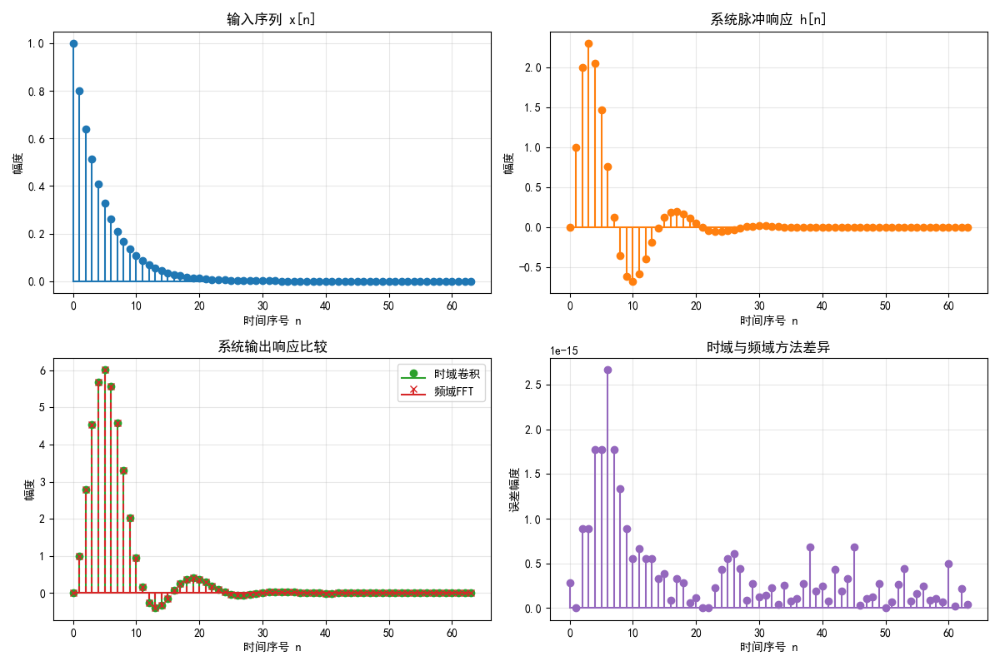 输入序列 x[n]
幅度
1.0
0.8
0.6
0.4
0.2
0.0
0 10 20 30 40 50 60
时间序号 n
系统脉冲响应 h[n]
幅度
2.0
1.5
1.0
0.5
0.0
−0.5
0 10 20 30 40 50 60
时间序号 n
系统输出响应比较
幅度
6
5
4
3
2
1
0
时域卷积
频域FFT
0 10 20 30 40 50 60
时间序号 n
时域与频域方法差异
1e-15
误差幅度
2.5
2.0
1.5
1.0
0.5
0.0
0 10 20 30 40 50 60
时间序号 n